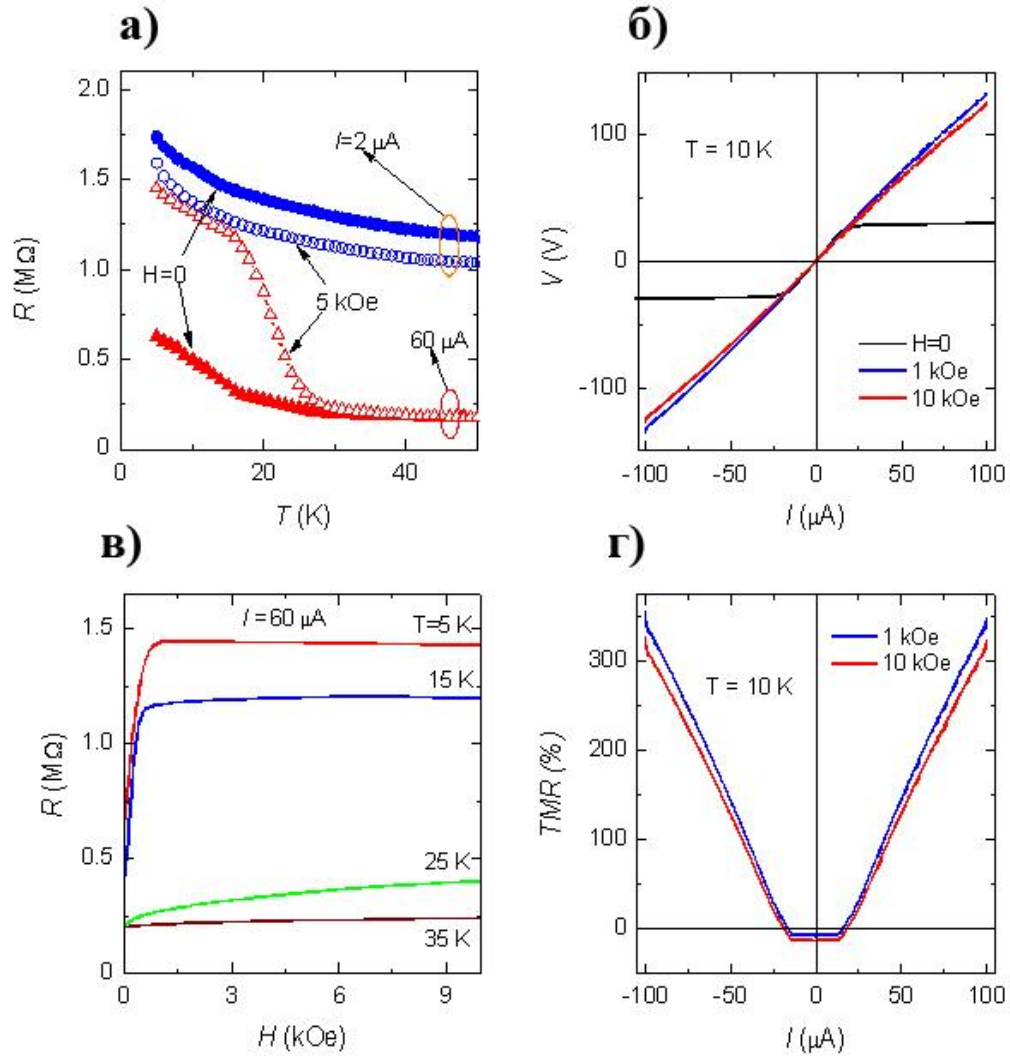 а)
2.0
1.5
1.0
0.5
0
R (MΩ)
I=2 μA
H=0
5 kOe
60 μA
0
20
40
T (K)
б)
100
0
-100
V (V)
T = 10 K
H=0
1 kOe
10 kOe
-100
-50
0
50
100
I (μA)
в)
1.5
1.0
0.5
0
R (MΩ)
I =60 μA
T=5 K
15 K
25 K
35 K
0
3
6
9
H (kOe)
г)
300
200
100
0
TMR (%)
1 kOe
10 kOe
T = 10 K
-100
-50
0
50
100
I (μA)